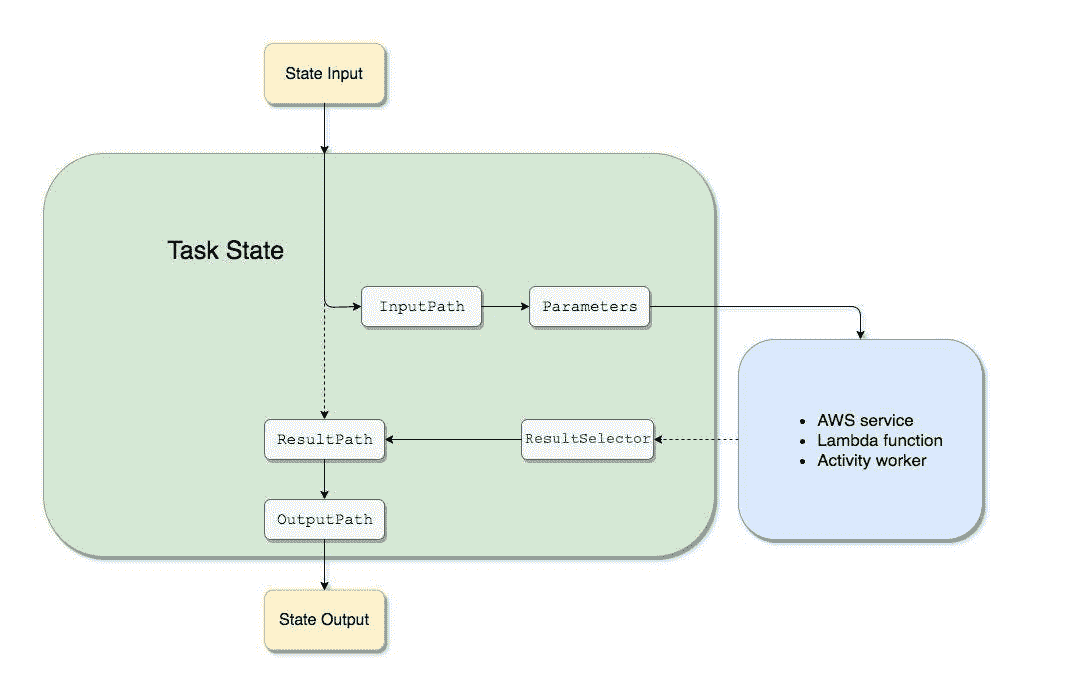 State Input
Task State
InputPath
Parameters
AWS service
Lambda function
Activity worker
ResultPath
ResultSelector
OutputPath
State Output